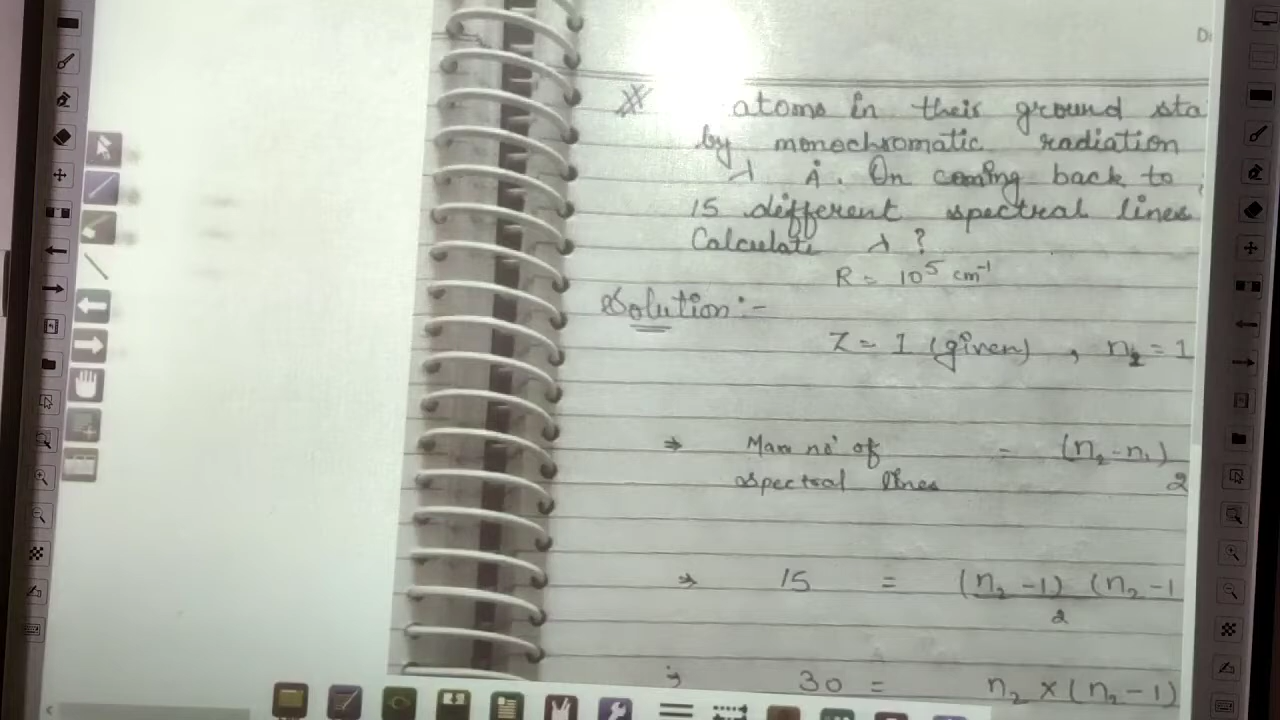 atoms in their ground sta
by monochromatic radiation
λ Å. On coming back to
15 different spectral lines
Calculate λ ?
R = 10⁵ cm⁻¹
Solution :-
Z = 1 (given) , n₁ = 1
⇒ Max no' of = (n₂-n₁)
spectral lines 2
⇒ 15 = (n₂ -1) (n₂ -1
2
30 = n₂ × (n₂ -1)